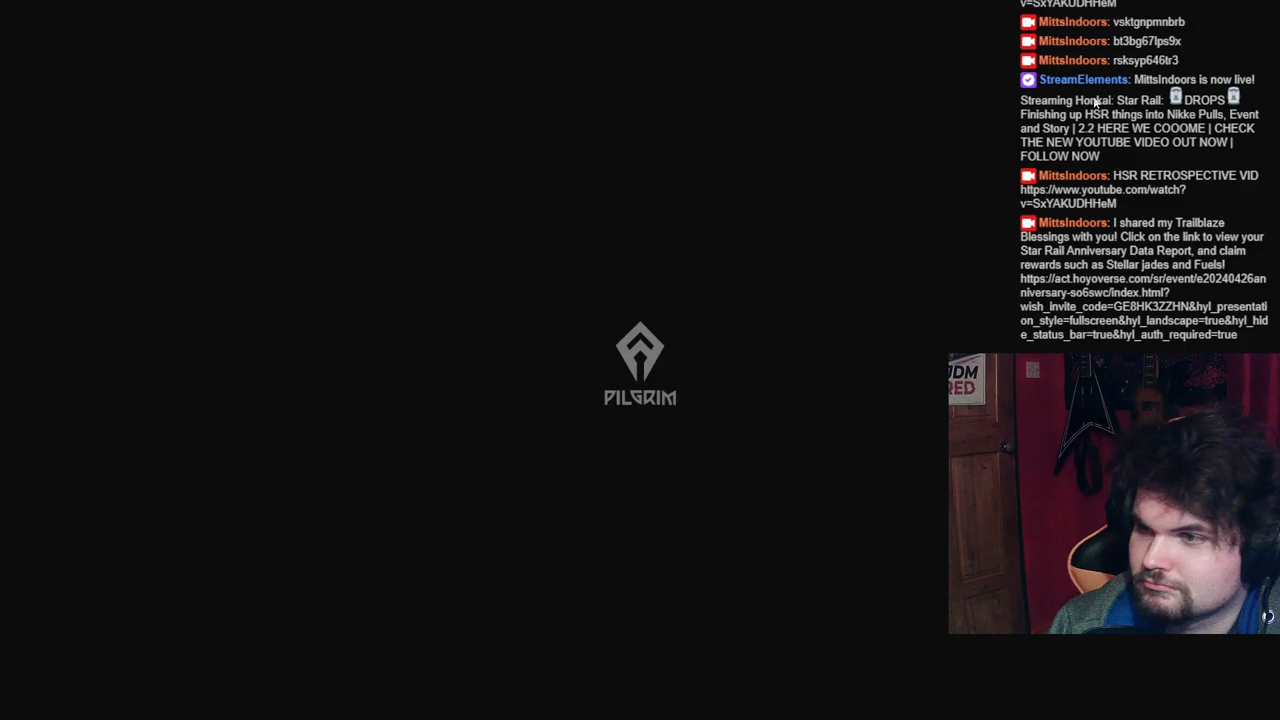 v=SxYAKUDHHeM
MittsIndoors: vsktgnpmnbrb
MittsIndoors: bt3bg67lps9x
MittsIndoors: rsksyp646tr3
StreamElements: MittsIndoors is now live!
Streaming Honkai: Star Rail: DROPS
Finishing up HSR things into Nikke Pulls, Event
and Story | 2.2 HERE WE COOOME | CHECK
THE NEW YOUTUBE VIDEO OUT NOW |
FOLLOW NOW
MittsIndoors: HSR RETROSPECTIVE VID
https://www.youtube.com/watch?
v=SxYAKUDHHeM
MittsIndoors: I shared my Trailblaze
Blessings with you! Click on the link to view your
Star Rail Anniversary Data Report, and claim
rewards such as Stellar jades and Fuels!
https://act.hoyoverse.com/sr/event/e20240426an
niversary-so6swc/index.html?
wish_invite_code=GE8HK3ZZHN&hyl_presentati
on_style=fullscreen&hyl_landscape=true&hyl_hid
e_status_bar=true&hyl_auth_required=true
PILGRIM
JDM
RED